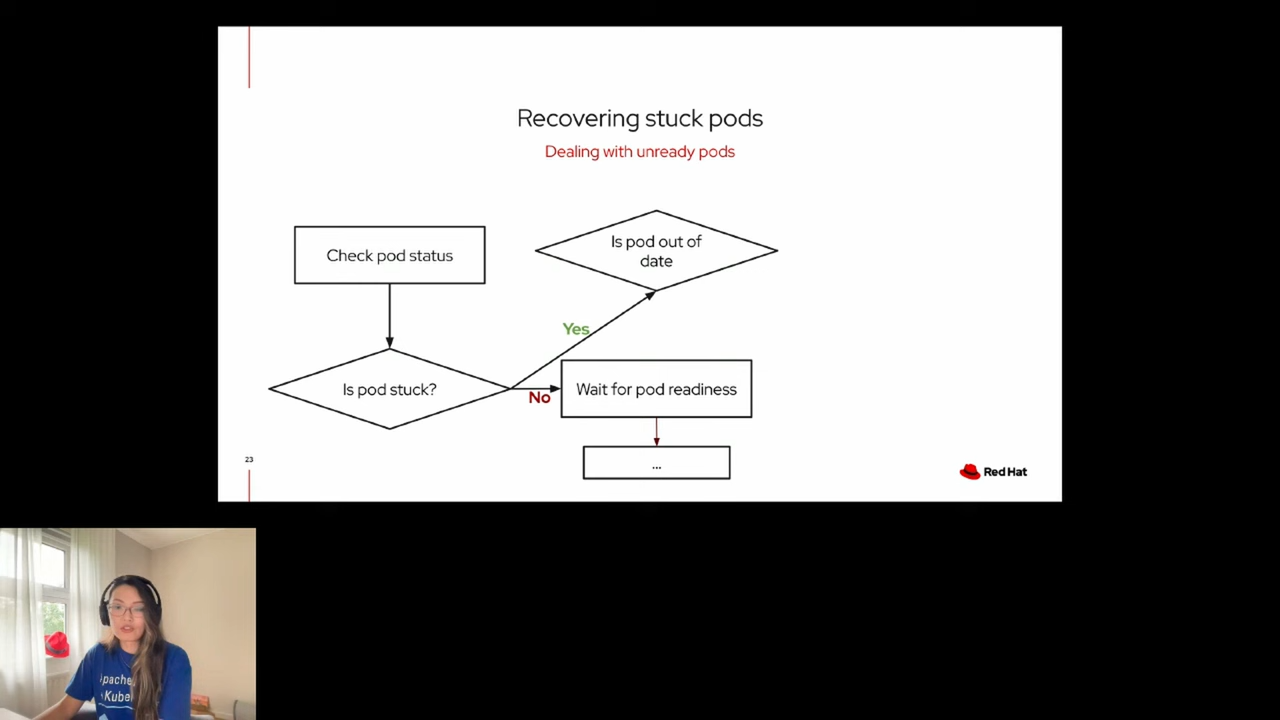 Recovering stuck pods
Dealing with unready pods
Check pod status
Is pod out of
date
Yes
Is pod stuck?
No
Wait for pod readiness
...
23
Red Hat
Kube